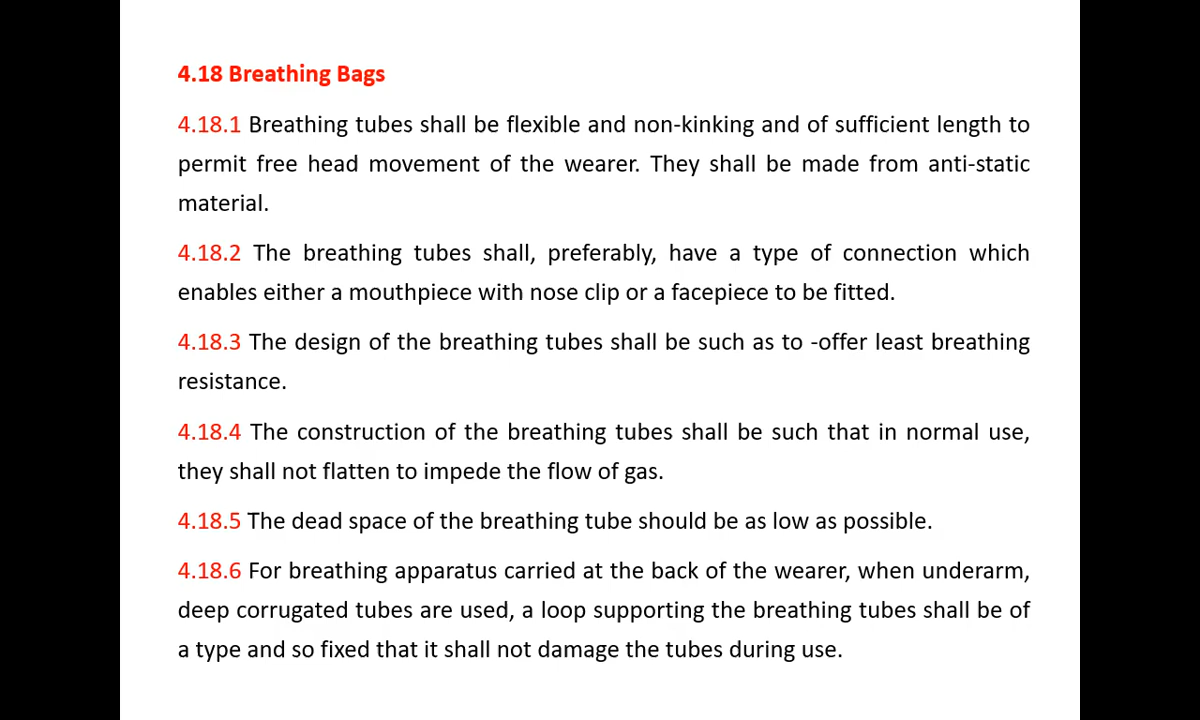 4.18 Breathing Bags
4.18.1 Breathing tubes shall be flexible and non-kinking and of sufficient length to
permit free head movement of the wearer. They shall be made from anti-static
material.
4.18.2 The breathing tubes shall, preferably, have a type of connection which
enables either a mouthpiece with nose clip or a facepiece to be fitted.
4.18.3 The design of the breathing tubes shall be such as to -offer least breathing
resistance.
4.18.4 The construction of the breathing tubes shall be such that in normal use,
they shall not flatten to impede the flow of gas.
4.18.5 The dead space of the breathing tube should be as low as possible.
4.18.6 For breathing apparatus carried at the back of the wearer, when underarm,
deep corrugated tubes are used, a loop supporting the breathing tubes shall be of
a type and so fixed that it shall not damage the tubes during use.